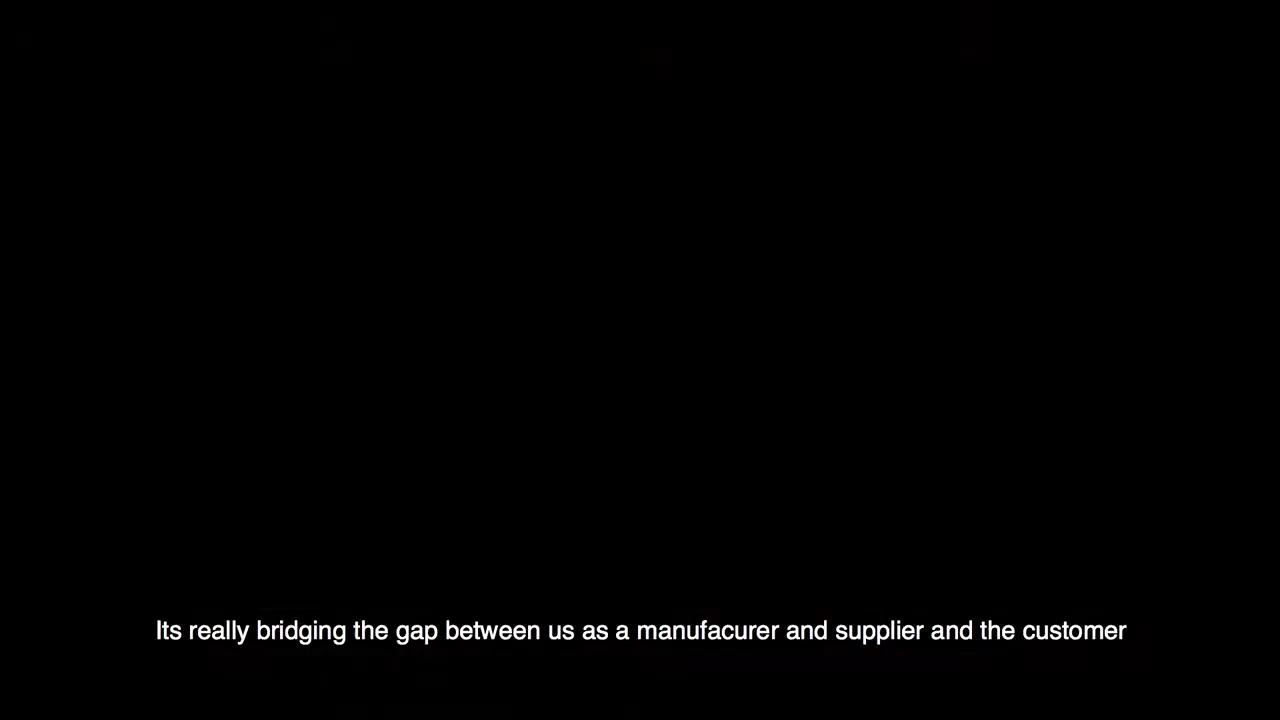 Its really bridging the gap between us as a manufacurer and supplier and the customer